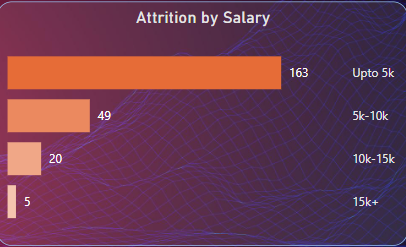 Attrition by Salary
163 Upto 5k
49 5k-10k
20 10k-15k
5 15k+